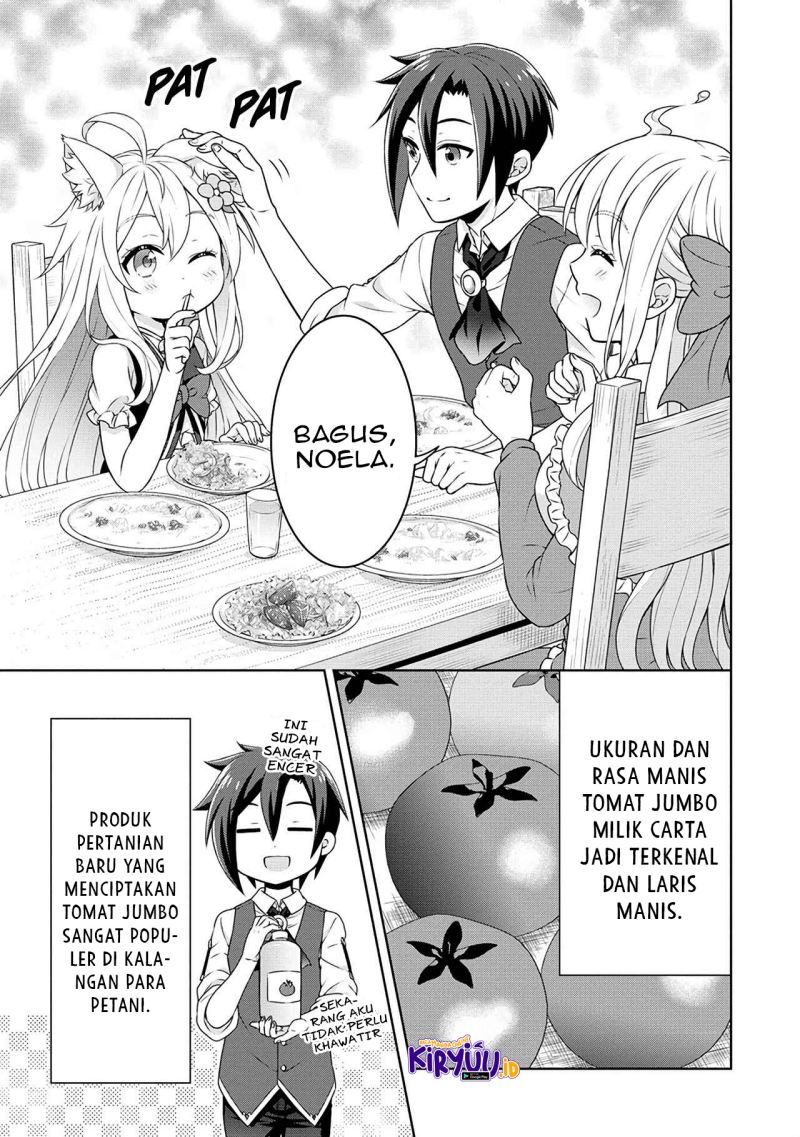 PAT
PAT
BAGUS,
NOELA.
UKURAN DAN
RASA MANIS
TOMAT JUMBO
MILIK CARTA
JADI TERKENAL
DAN LARIS
MANIS.
INI
SUDAH
SANGAT
ENCER
PRODUK
PERTANIAN
BARU YANG
MENCIPTAKAN
TOMAT JUMBO
SANGAT POPU-
LER DI KALA-
NGAN PARA
PETANI.
SEKA-
RANG AKU
TIDAK PERLU
KHAWATIR
KIRYUU.ID